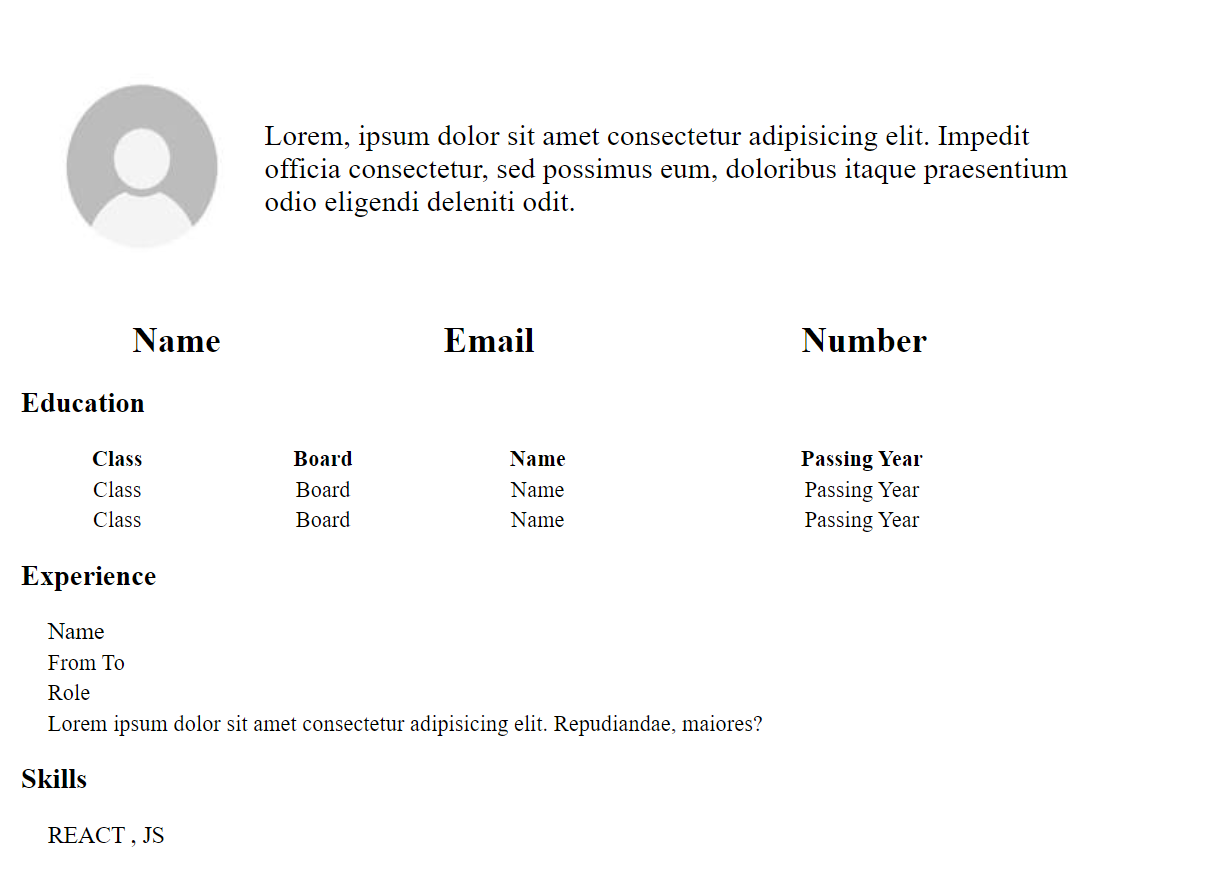 Lorem, ipsum dolor sit amet consectetur adipisicing elit. Impedit
officia consectetur, sed possimus eum, doloribus itaque praesentium
odio eligendi deleniti odit.
Name Email Number
Education
Class Board Name Passing Year
Class Board Name Passing Year
Class Board Name Passing Year
Experience
Name
From To
Role
Lorem ipsum dolor sit amet consectetur adipisicing elit. Repudiandae, maiores?
Skills
REACT , JS